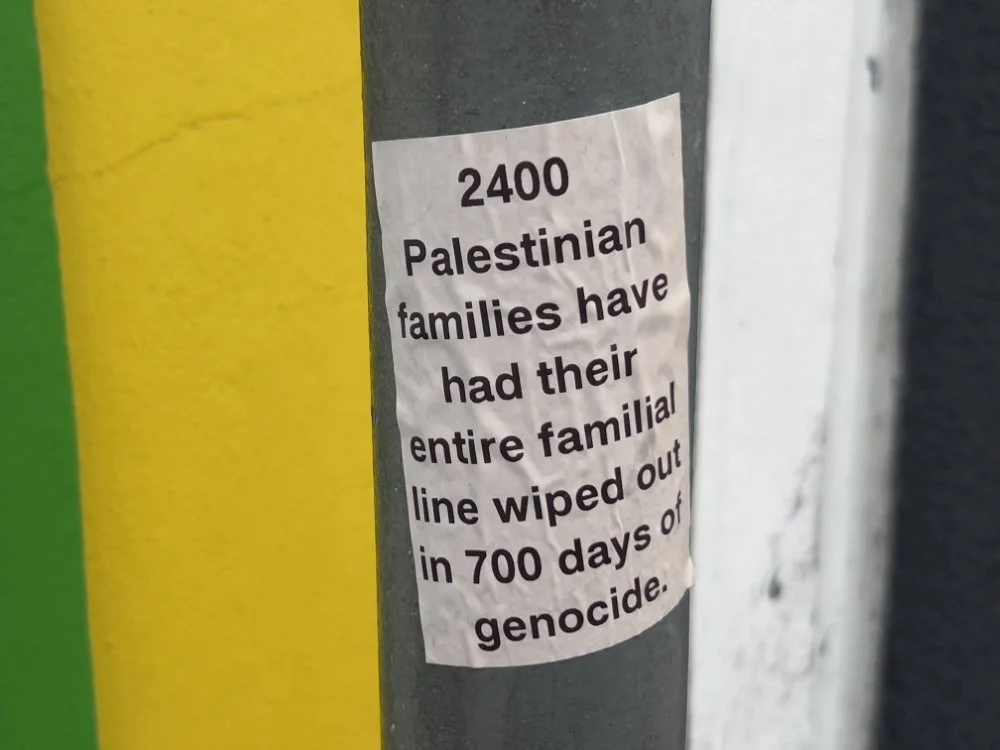 2400
Palestinian
families have
had their
entire familial
line wiped out
in 700 days of
genocide.